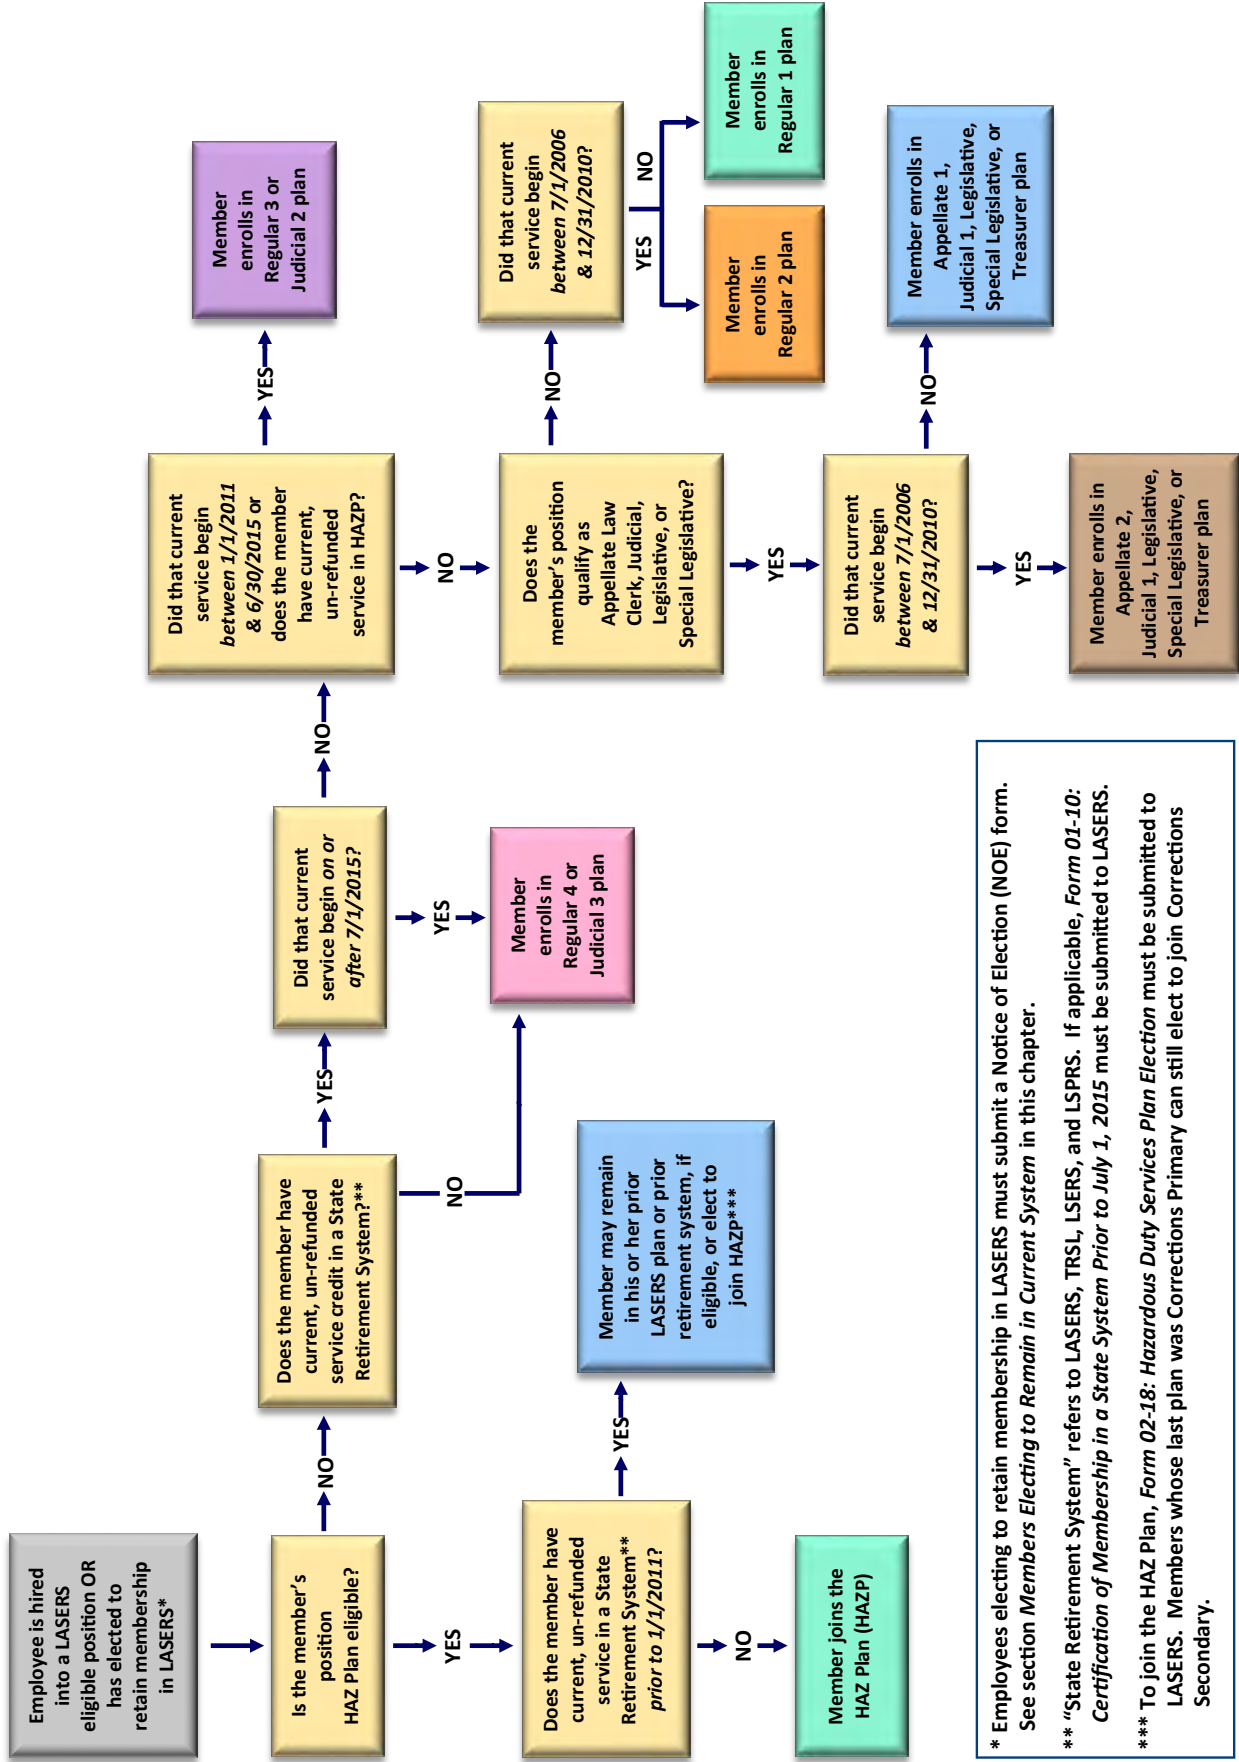 Employee is hired
into a LASERS
eligible position OR
has elected to
retain membership
in LASERS*
Is the member's
position
HAZ Plan eligible?
NO
YES
Does the member have
current, un-refunded
service in a State
Retirement System**
prior to 1/1/2011?
NO
Member joins the
HAZ Plan (HAZP)
YES
Member may remain
in his or her prior
LASERS plan or prior
retirement system, if
eligible, or elect to
join HAZP***
Does the member have
current, un-refunded
service credit in a State
Retirement System?**
NO
YES
Did that current
service begin on or
after 7/1/2015?
YES
Member
enrolls in
Regular 4 or
Judicial 3 plan
NO
Did that current
service begin
between 1/1/2011
& 6/30/2015 or
does the member
have current,
un-refunded
service in HAZP?
YES
Member
enrolls in
Regular 3 or
Judicial 2 plan
NO
Does the
member's position
qualify as
Appellate Law
Clerk, Judicial,
Legislative, or
Special Legislative?
NO
Did that current
service begin
between 7/1/2006
& 12/31/2010?
YES
NO
Member
enrolls in
Regular 2 plan
Member
enrolls in
Regular 1 plan
YES
Did that current
service begin
between 7/1/2006
& 12/31/2010?
NO
Member enrolls in
Appellate 1,
Judicial 1, Legislative,
Special Legislative, or
Treasurer plan
YES
Member enrolls in
Appellate 2,
Judicial 1, Legislative,
Special Legislative, or
Treasurer plan
* Employees electing to retain membership in LASERS must submit a Notice of Election (NOE) form.
See section Members Electing to Remain in Current System in this chapter.
** "State Retirement System" refers to LASERS, TRSL, LSERS, and LSPRS. If applicable, Form 01-10:
Certification of Membership in a State System Prior to July 1, 2015 must be submitted to LASERS.
*** To join the HAZ Plan, Form 02-18: Hazardous Duty Services Plan Election must be submitted to
LASERS. Members whose last plan was Corrections Primary can still elect to join Corrections
Secondary.